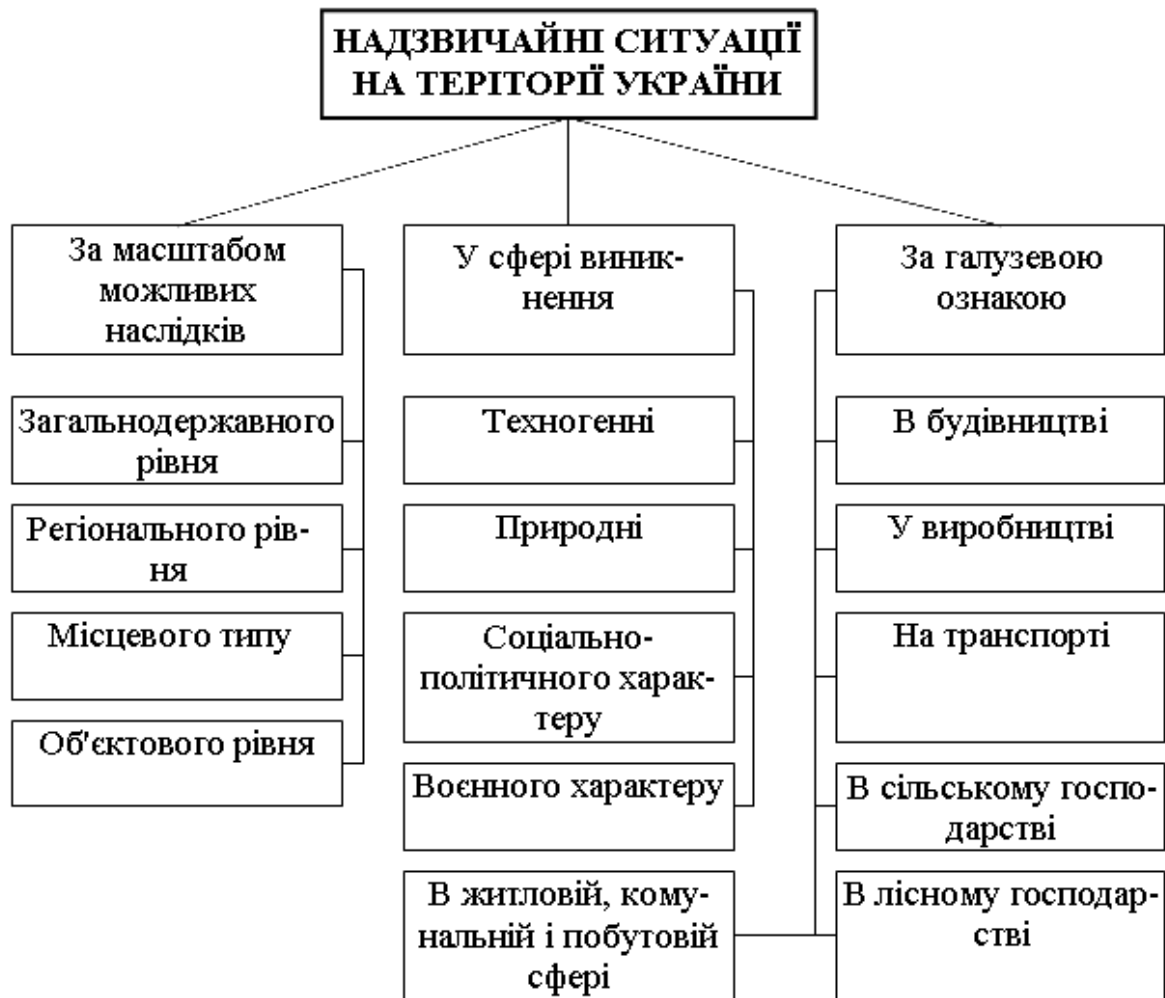 НАДЗВИЧАЙНІ СИТУАЦІЇ
НА ТЕРІТОРІЇ УКРАЇНИ
За масштабом
можливих
наслідків
Загальнодержавного
рівня
Регіонального рів-
ня
Місцевого типу
Об'єктового рівня
У сфері виник-
нення
Техногенні
Природні
Соціально-
політичного харак-
теру
Воєнного характеру
За галузевою
ознакою
В будівництві
У виробництві
На транспорті
В сільському госпо-
дарстві
В лісному господар-
стві
В житловій, кому-
нальній і побутовій
сфері